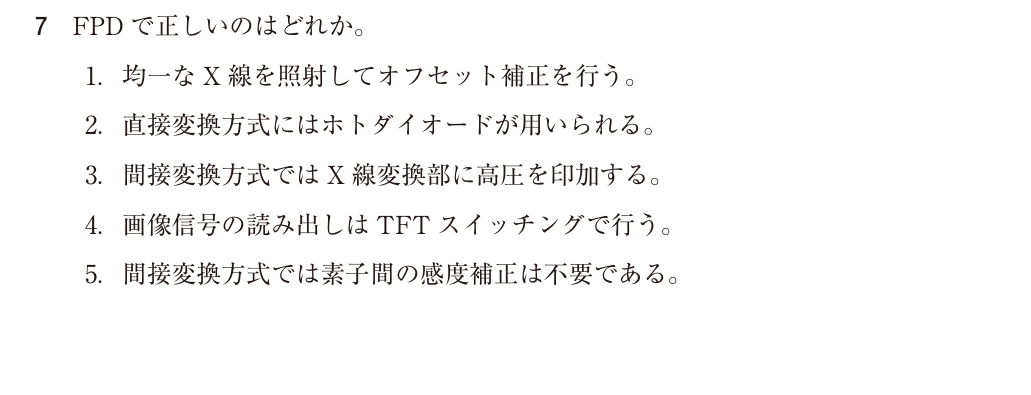 7 FPD で正しいのはどれか。
1. 均一な X 線を照射してオフセット補正を行う。
2. 直接変換方式にはホトダイオードが用いられる。
3. 間接変換方式では X 線変換部に高圧を印加する。
4. 画像信号の読み出しは TFT スイッチングで行う。
5. 間接変換方式では素子間の感度補正は不要である。